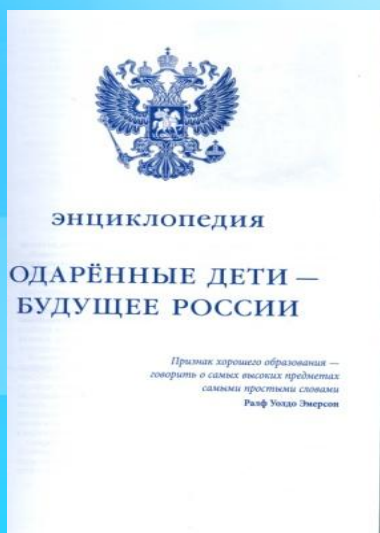 энциклопедия
ОДАРЁННЫЕ ДЕТИ —
БУДУЩЕЕ РОССИИ
Признак хорошего образования —
говорить о самых высоких предметах
самыми простыми словами
Ралф Уолдо Эмерсон